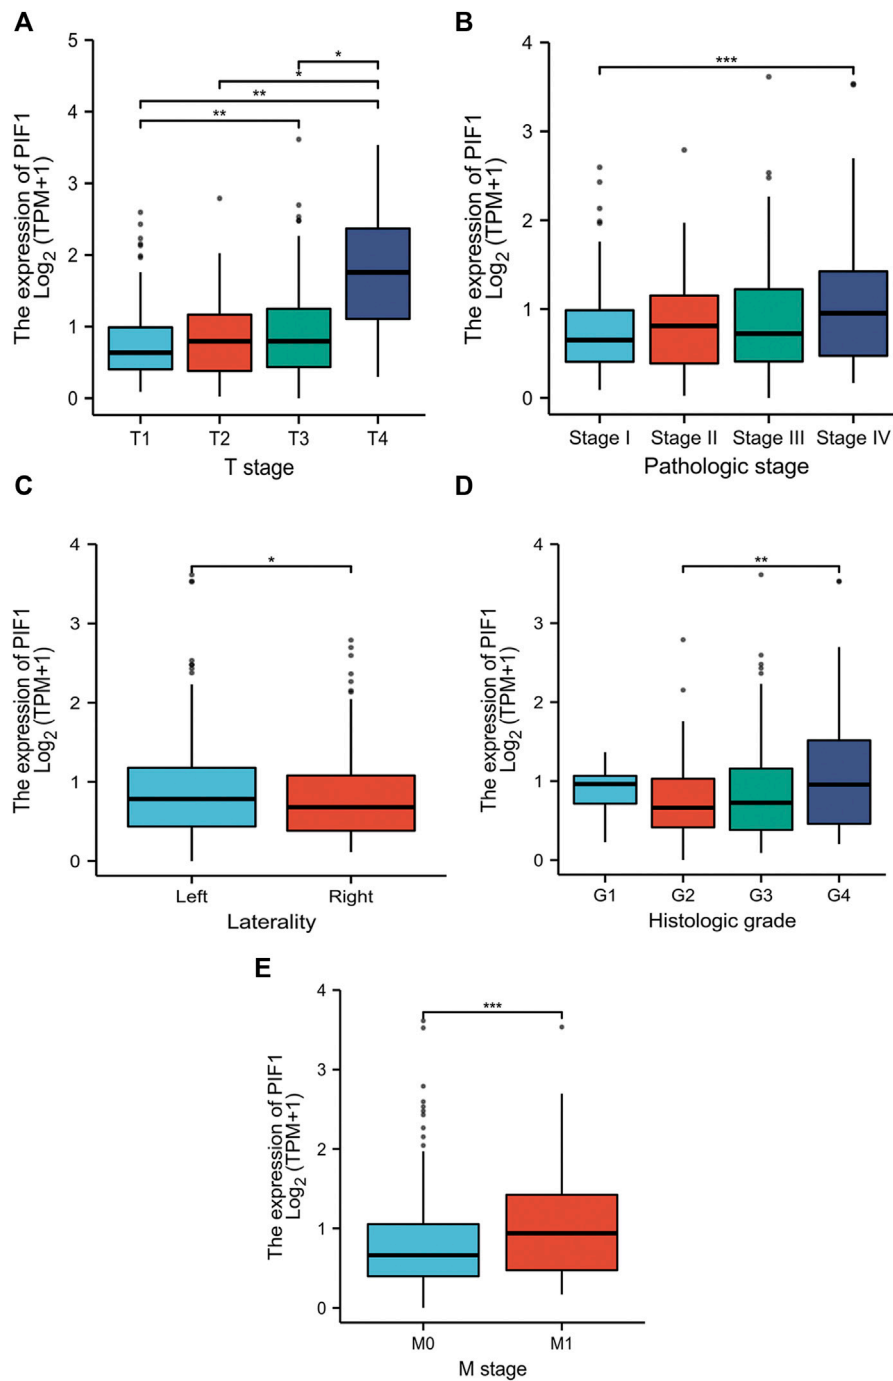 A
The expression of PIF1
Log2 (TPM+1)
5
4
3
2
1
0
*
*
**
**
T1 T2 T3 T4
T stage
B
The expression of PIF1
Log2 (TPM+1)
4
3
2
1
0
***
Stage I Stage II Stage III Stage IV
Pathologic stage
C
The expression of PIF1
Log2 (TPM+1)
4
3
2
1
0
*
Left Right
Laterality
D
The expression of PIF1
Log2 (TPM+1)
4
3
2
1
0
**
G1 G2 G3 G4
Histologic grade
E
The expression of PIF1
Log2 (TPM+1)
4
3
2
1
0
***
M0 M1
M stage